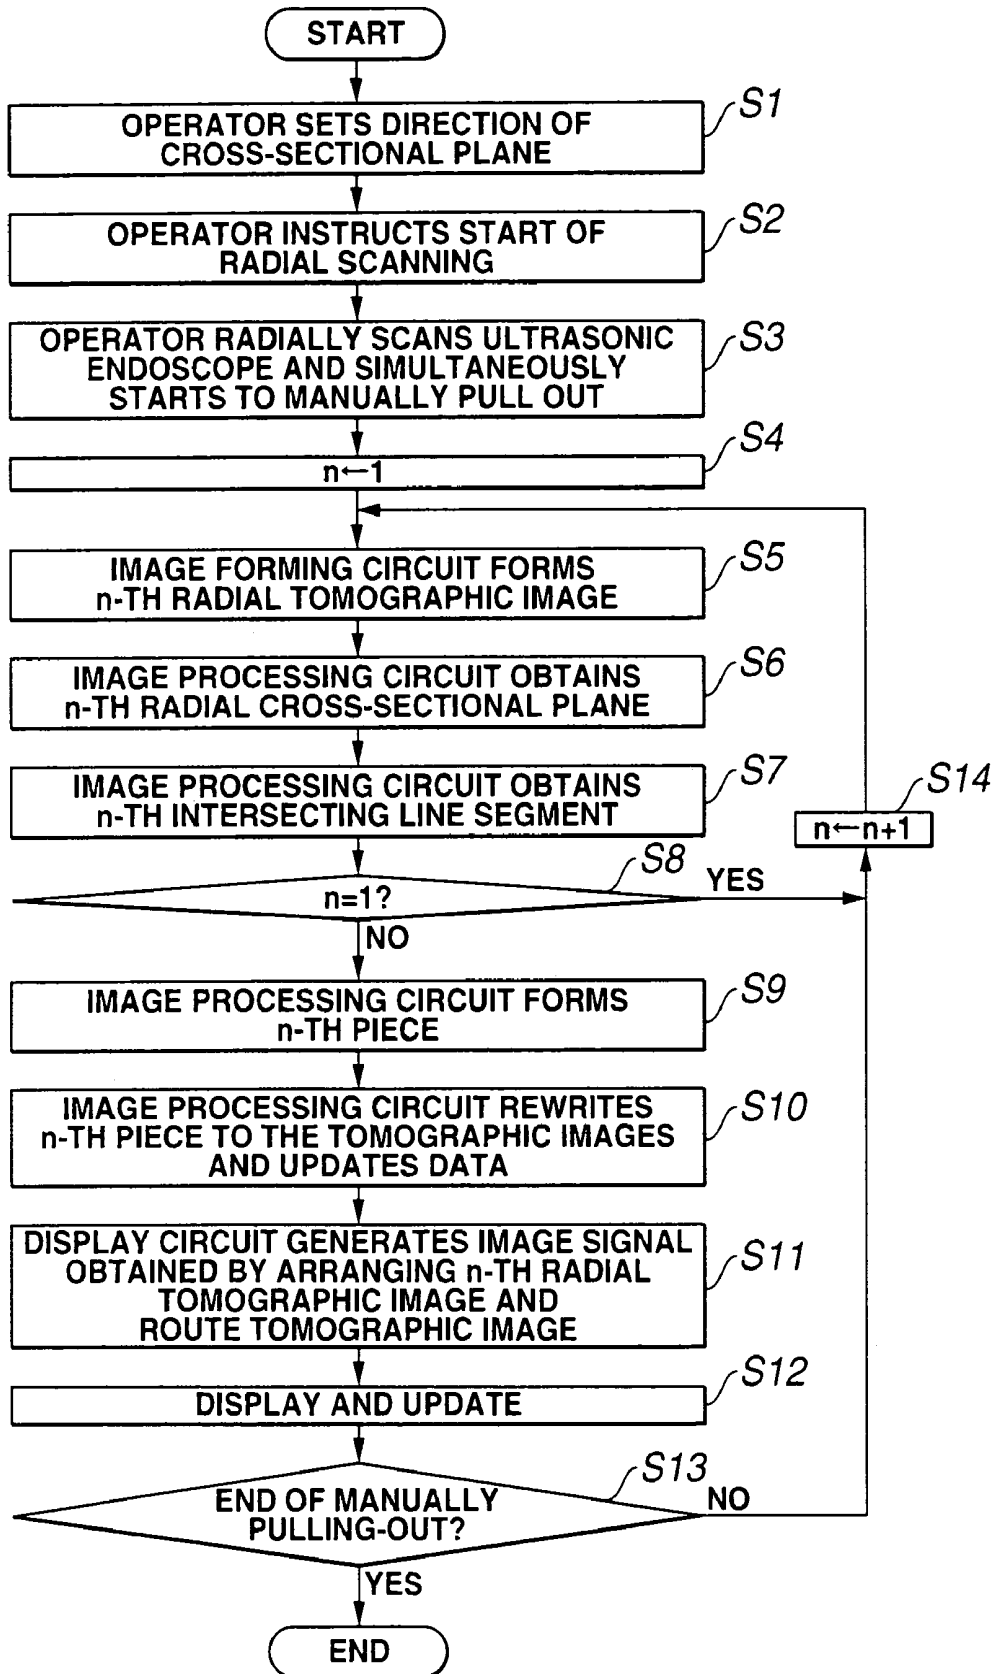 START
S1
OPERATOR SETS DIRECTION OF
CROSS-SECTIONAL PLANE
S2
OPERATOR INSTRUCTS START OF
RADIAL SCANNING
S3
OPERATOR RADIALLY SCANS ULTRASONIC
ENDOSCOPE AND SIMULTANEOUSLY
STARTS TO MANUALLY PULL OUT
S4
n←1
S5
IMAGE FORMING CIRCUIT FORMS
n-TH RADIAL TOMOGRAPHIC IMAGE
S6
IMAGE PROCESSING CIRCUIT OBTAINS
n-TH RADIAL CROSS-SECTIONAL PLANE
S7
IMAGE PROCESSING CIRCUIT OBTAINS
n-TH INTERSECTING LINE SEGMENT
S14
n←n+1
S8
n=1?
YES
NO
S9
IMAGE PROCESSING CIRCUIT FORMS
n-TH PIECE
S10
IMAGE PROCESSING CIRCUIT REWRITES
n-TH PIECE TO THE TOMOGRAPHIC IMAGES
AND UPDATES DATA
S11
DISPLAY CIRCUIT GENERATES IMAGE SIGNAL
OBTAINED BY ARRANGING n-TH RADIAL
TOMOGRAPHIC IMAGE AND
ROUTE TOMOGRAPHIC IMAGE
S12
DISPLAY AND UPDATE
S13
END OF MANUALLY
PULLING-OUT?
NO
YES
END